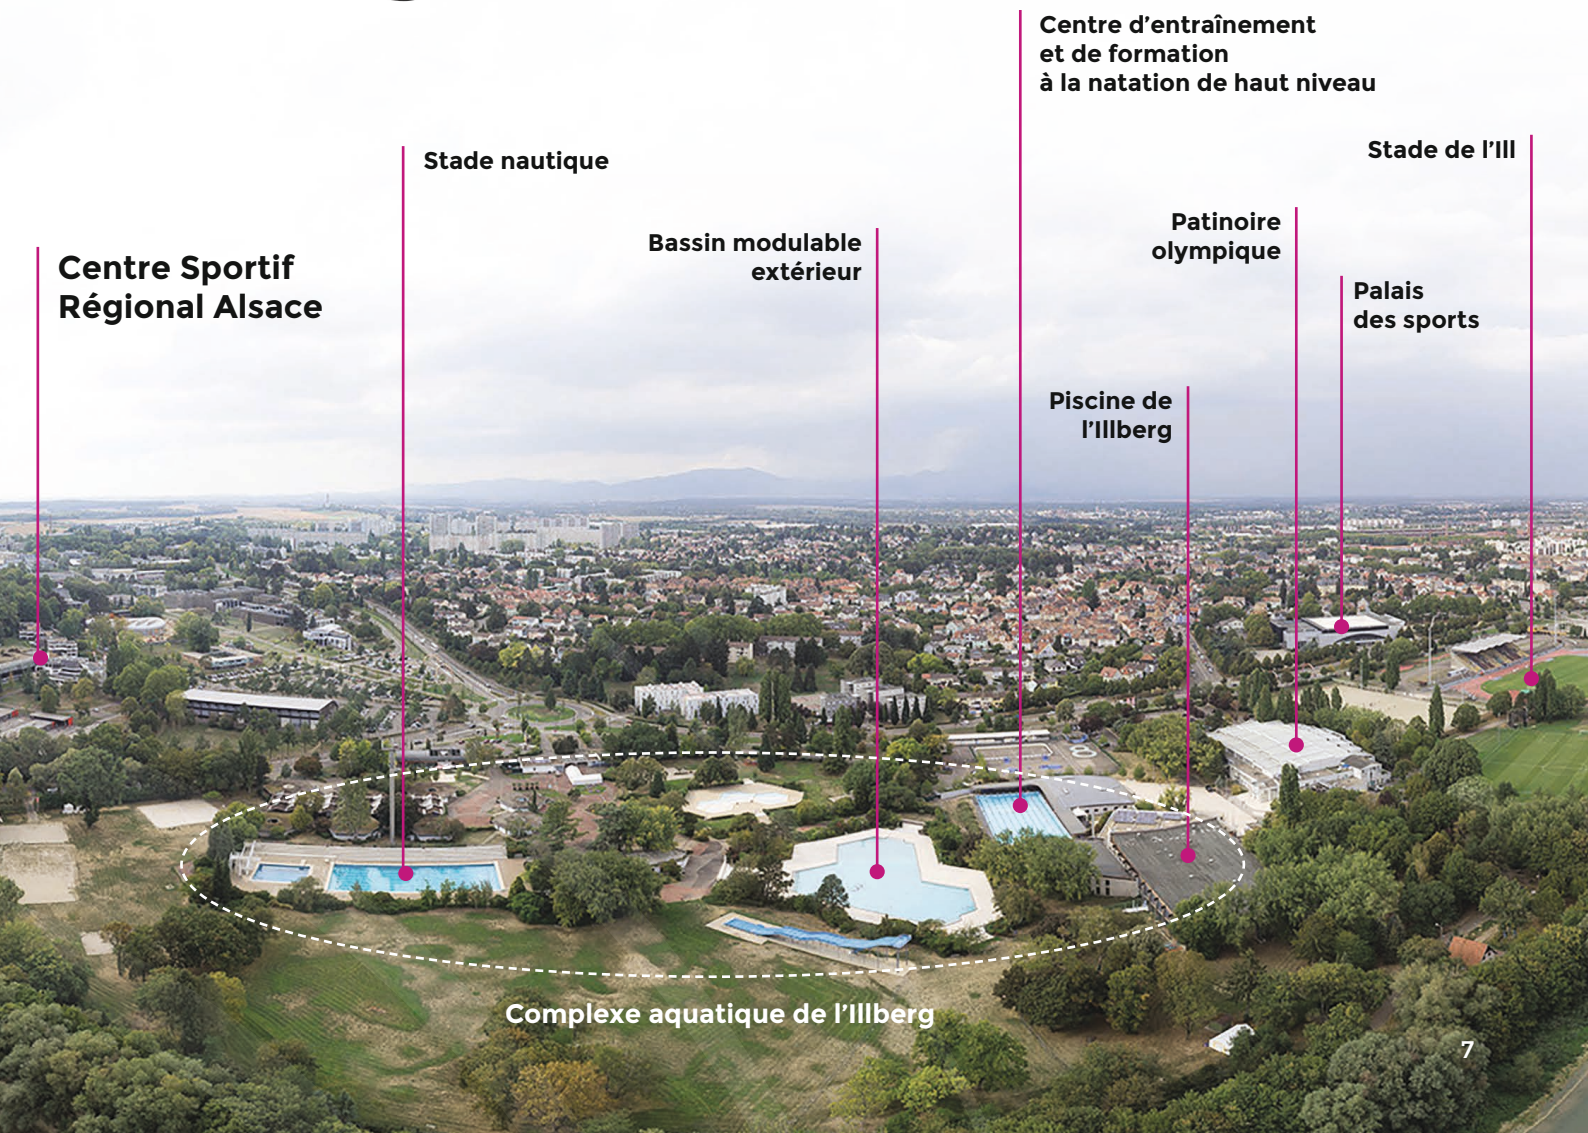 Centre d’entraînement
et de formation
à la natation de haut niveau
Stade de l’Ill
Stade nautique
Patinoire
olympique
Bassin modulable
extérieur
Centre Sportif
Régional Alsace
Palais
des sports
Piscine de
l’Illberg
Complexe aquatique de l’Illberg
7